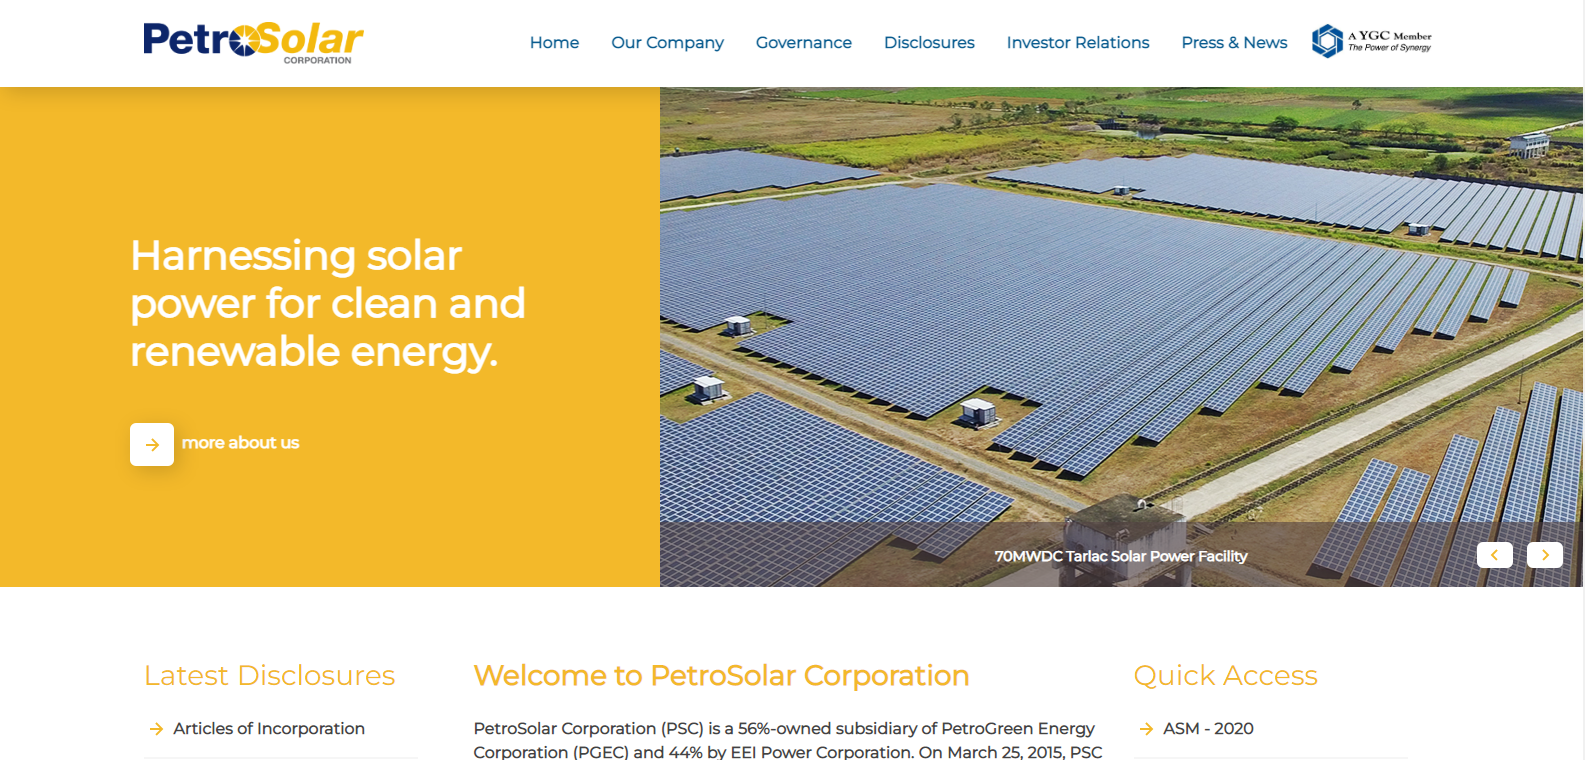 PetroSolar
CORPORATION
Home
Our Company
Governance
Disclosures
Investor Relations
Press & News
A YGC Member
The Power of Synergy
Harnessing solar
power for clean and
renewable energy.
more about us
70MWDC Tarlac Solar Power Facility
Latest Disclosures
Articles of Incorporation
Welcome to PetroSolar Corporation
PetroSolar Corporation (PSC) is a 56%-owned subsidiary of PetroGreen Energy
Corporation (PGEC) and 44% by EEI Power Corporation. On March 25, 2015, PSC
Quick Access
ASM - 2020